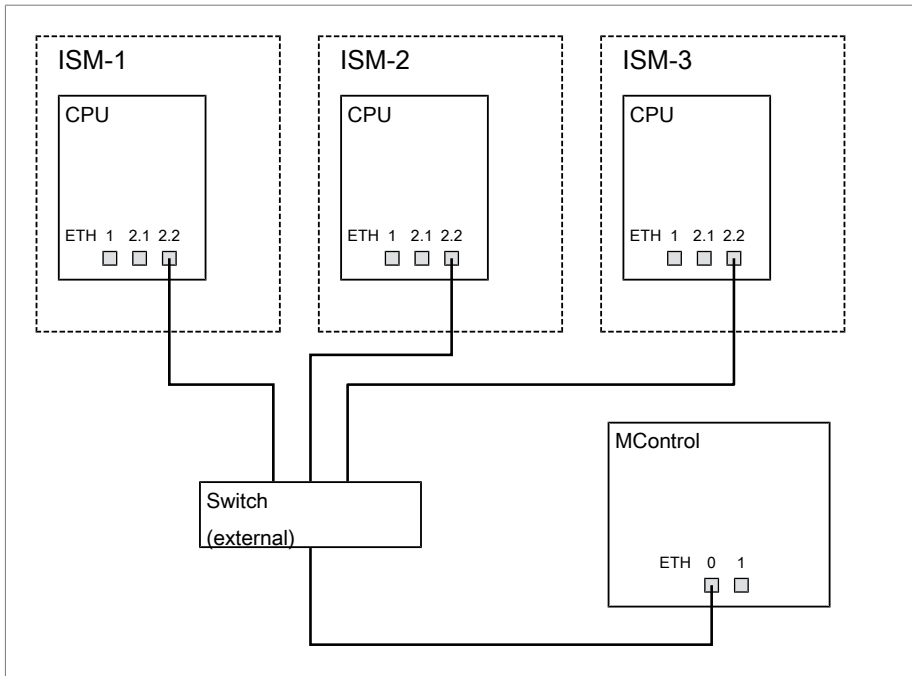 ISM-1
CPU
ETH 1 2.1 2.2
ISM-2
CPU
ETH 1 2.1 2.2
ISM-3
CPU
ETH 1 2.1 2.2
Switch
(external)
MControl
ETH 0 1